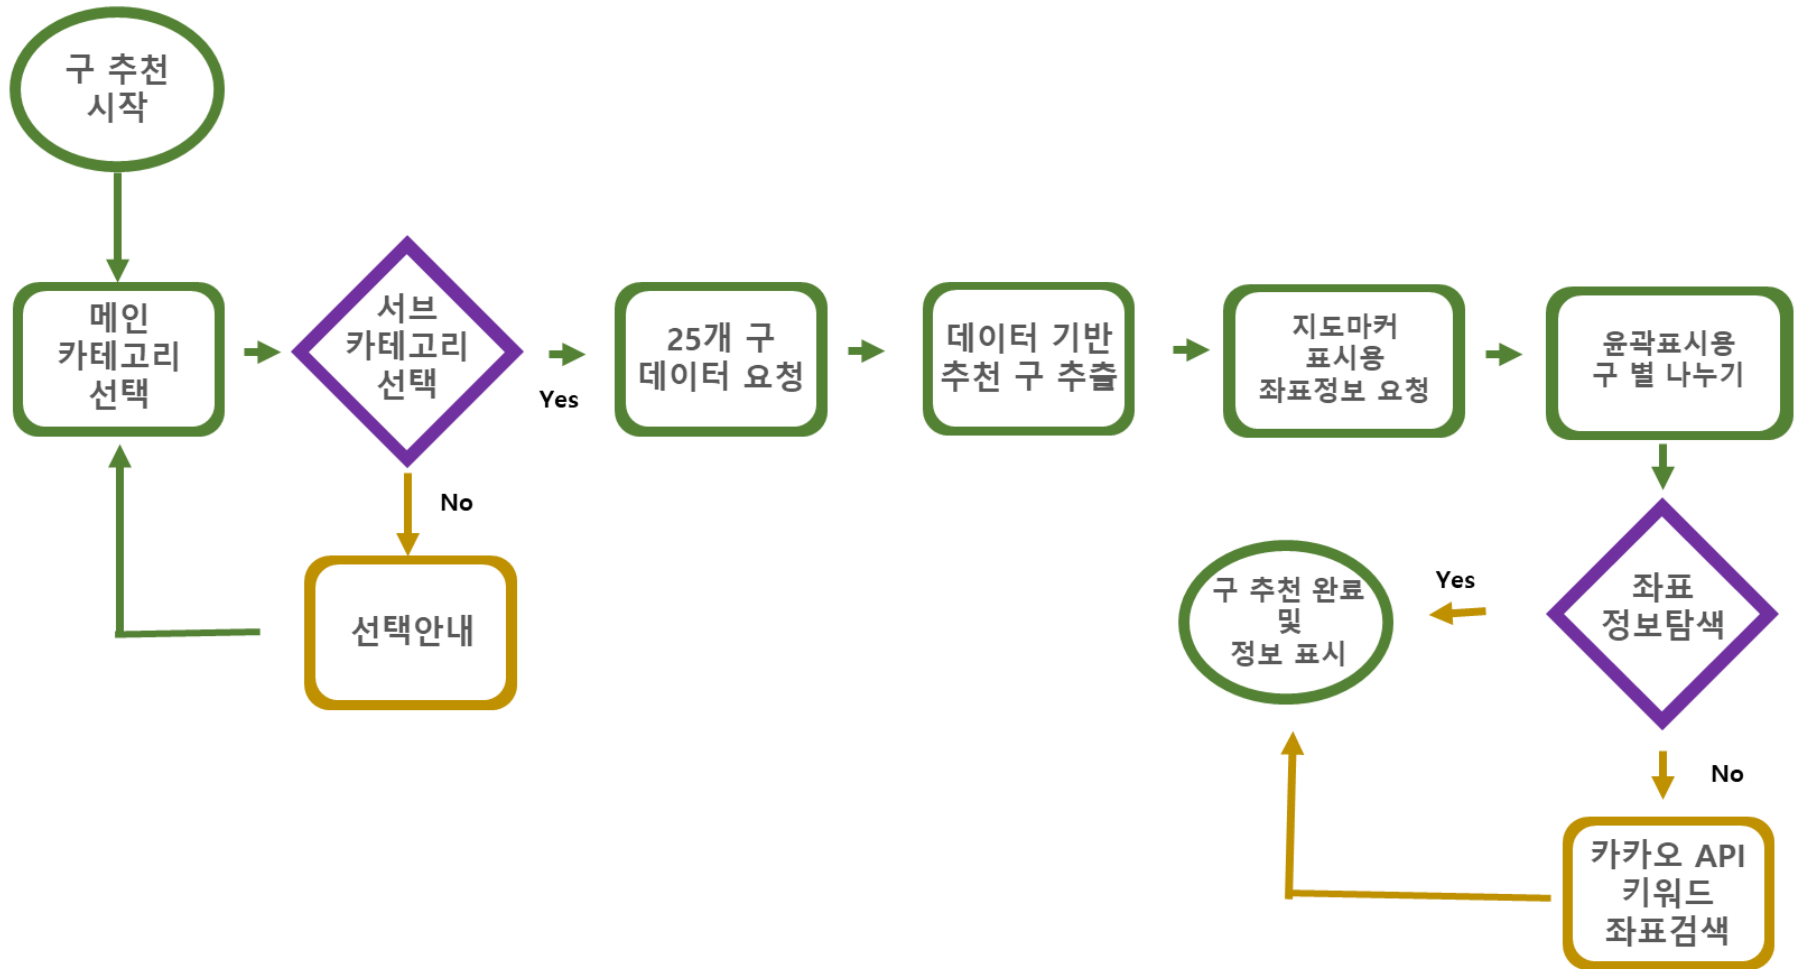 구 추천
시작
메인
카테고리
선택
서브
카테고리
선택
Yes
No
선택안내
25개 구
데이터 요청
데이터 기반
추천 구 추출
지도마커
표시용
좌표정보 요청
윤곽표시용
구 별 나누기
좌표
정보탐색
Yes
구 추천 완료
및
정보 표시
No
카카오 API
키워드
좌표검색